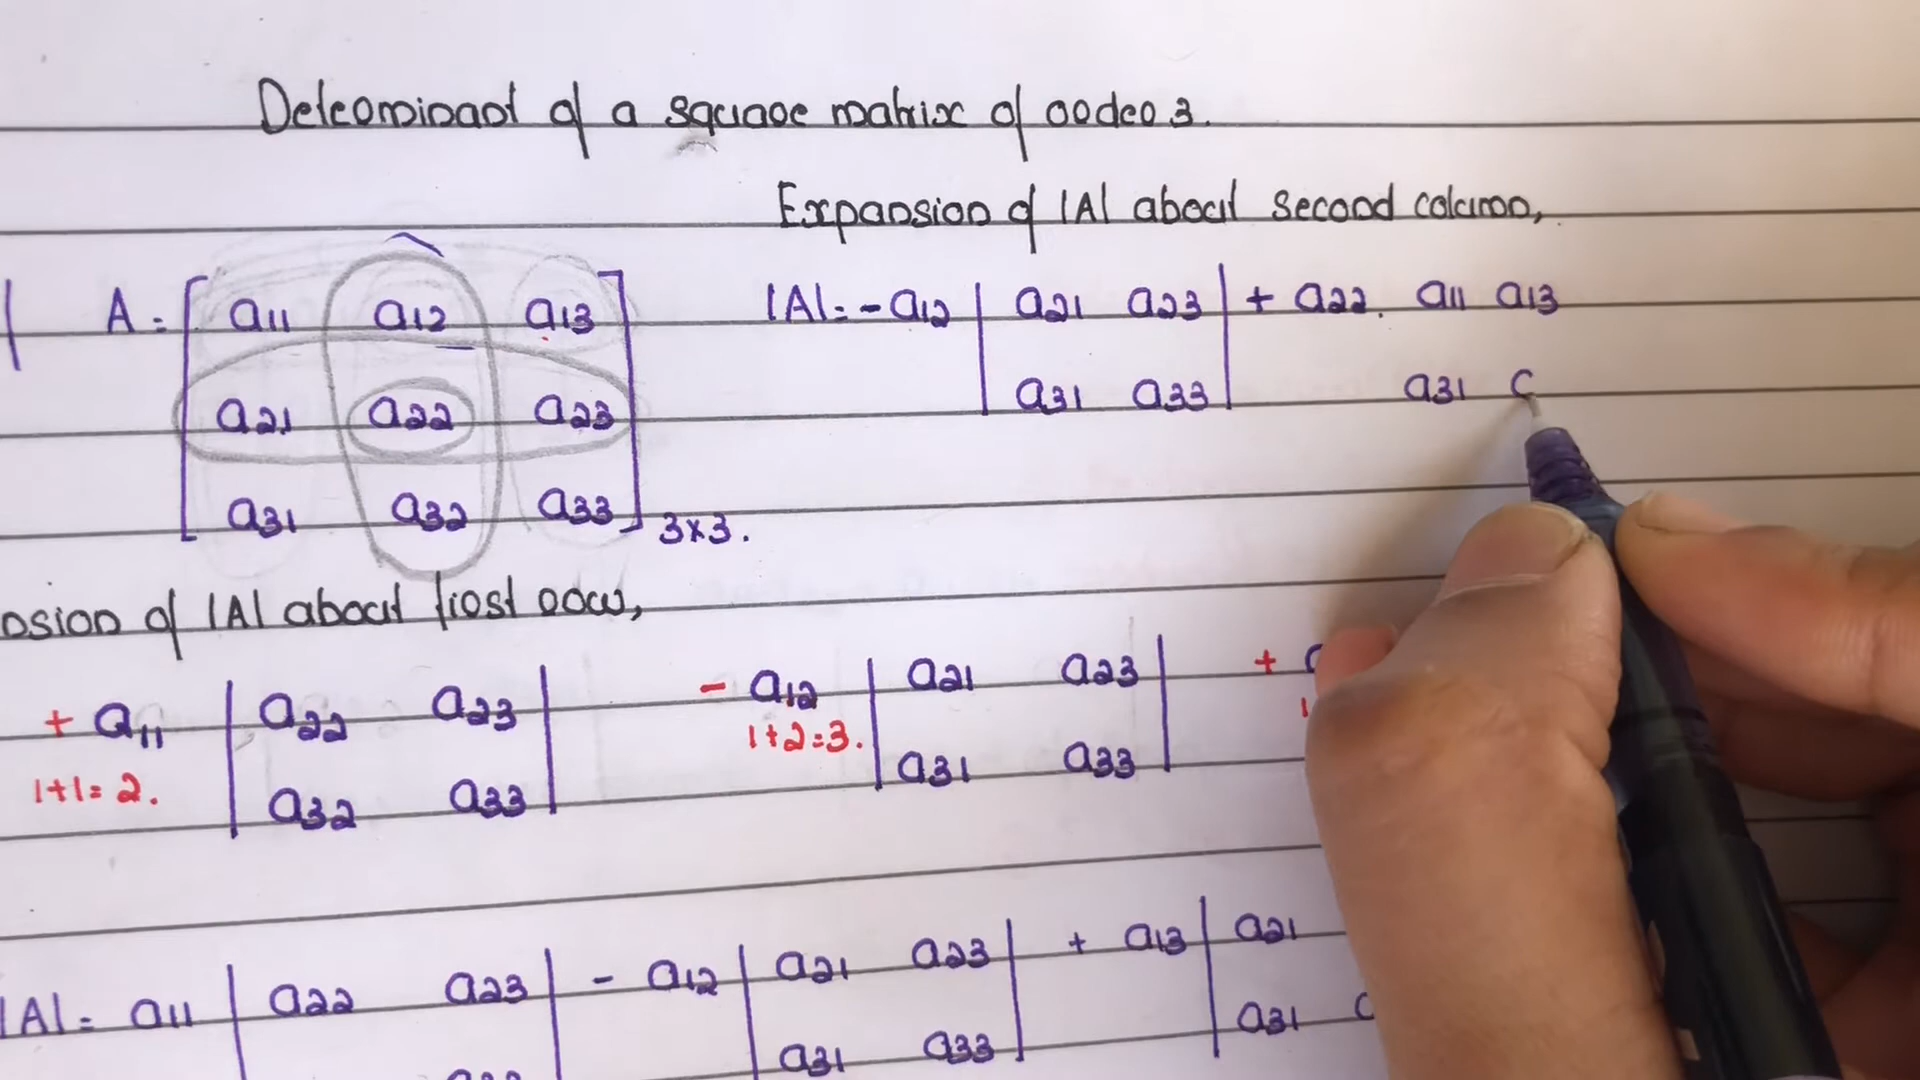 Determinant of a square matrix of order 3.
Expansion of |A| about second column,
A = [ a11 a12 a13
a21 a22 a23
a31 a32 a33 ] 3x3.
|A| = - a12 | a21 a23 | + a22. a11 a13
| a31 a33 | a31
of |A| about first row,
+ a11 | a22 a23 | - a12 | a21 a23 | +
1+1=2. | a32 a33 | 1+2=3. | a31 a33 |
|A| = a11 | a22 a23 | - a12 | a21 a23 | + a13 | a21
| a31 a33 | | a31